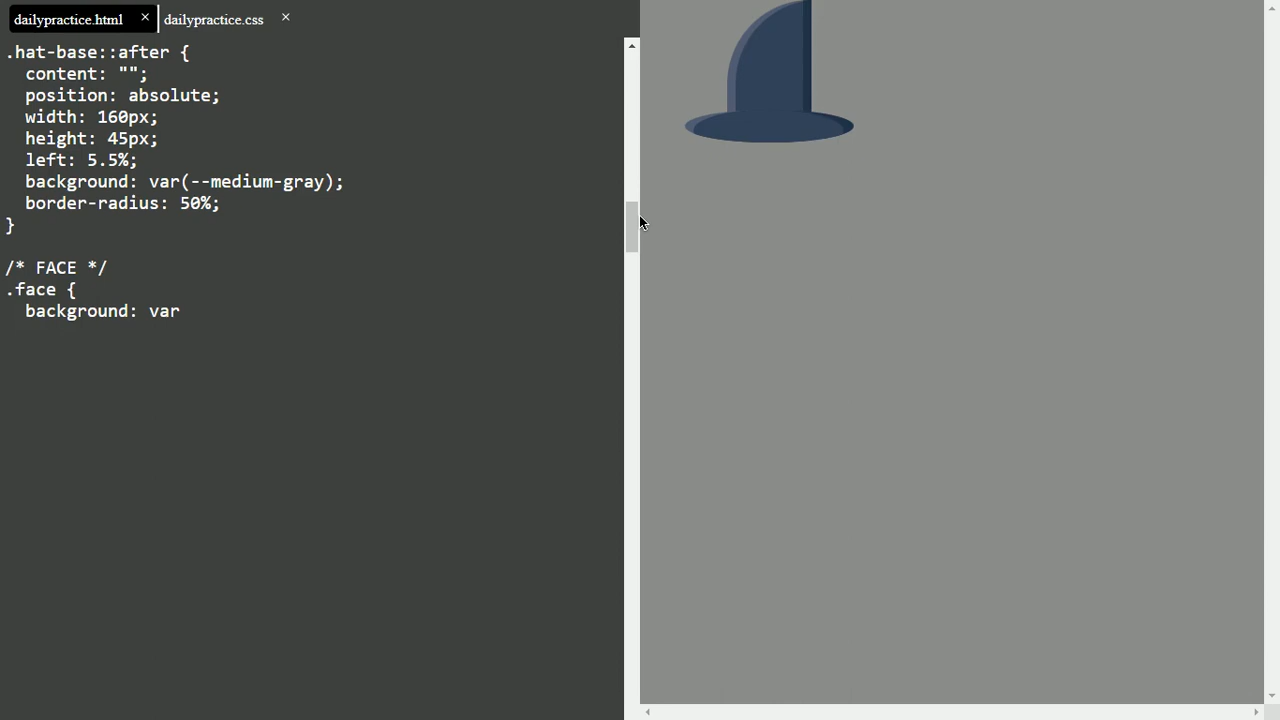 dailypractice.html × dailypractice.css ×
.hat-base::after {
  content: "";
  position: absolute;
  width: 160px;
  height: 45px;
  left: 5.5%;
  background: var(--medium-gray);
  border-radius: 50%;
}
/* FACE */
.face {
  background: var